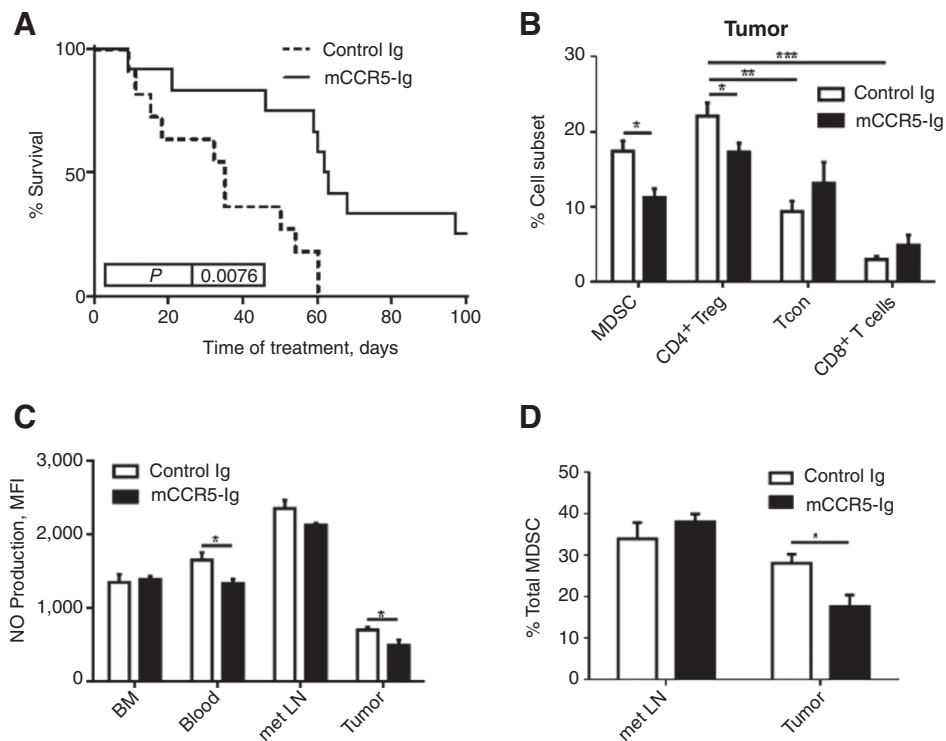 A
100
50
0
% Survival
Control Ig
mCCR5-Ig
P 0.0076
0 20 40 60 80 100
Time of treatment, days
B
Tumor
30
20
10
0
% Cell subset
***
**
*
*
Control Ig
mCCR5-Ig
MDSC
CD4+ Treg
Tcon
CD8+ T cells
C
3,000
2,000
1,000
0
NO Production, MFI
Control Ig
mCCR5-Ig
*
*
BM
Blood
met LN
Tumor
D
50
40
30
20
10
0
% Total MDSC
Control Ig
mCCR5-Ig
*
met LN
Tumor